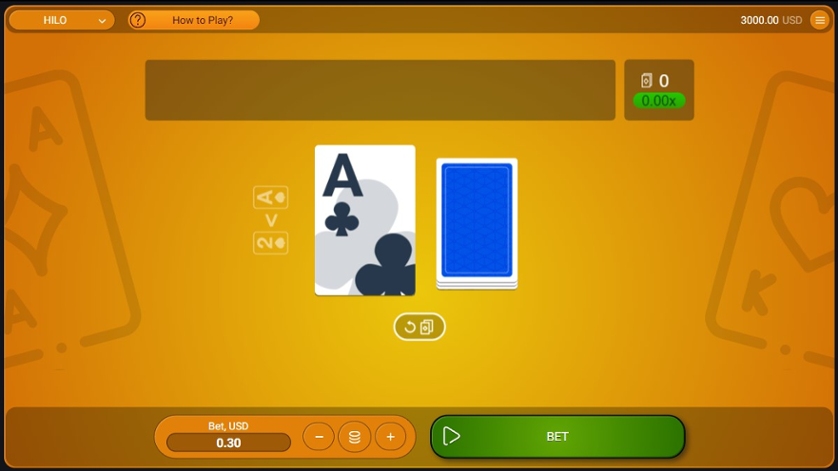 HILO
How to Play?
3000.00 USD
0
0.00x
A
A
<
2
Bet, USD
0.30
BET
A
A
K